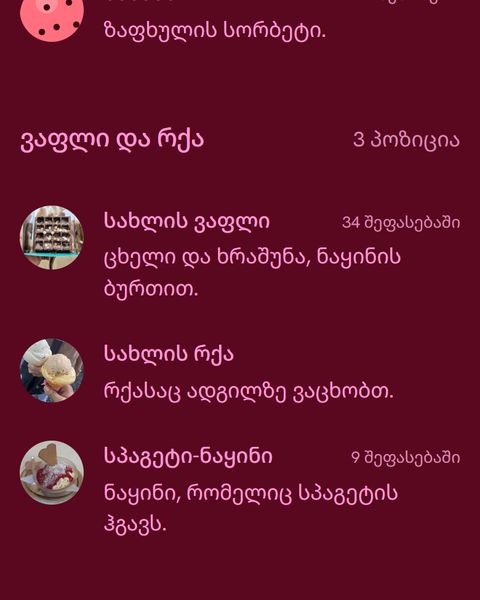 ზაფხულის სორბეტი.
ვაფლი და რქა
3 პოზიცია
სახლის ვაფლი
34 შეფასებაში
ცხელი და ხრაშუნა, ნაყინის
ბურთით.
სახლის რქა
რქასაც ადგილზე ვაცხობთ.
სპაგეტი-ნაყინი
9 შეფასებაში
ნაყინი, რომელიც სპაგეტის
ჰგავს.